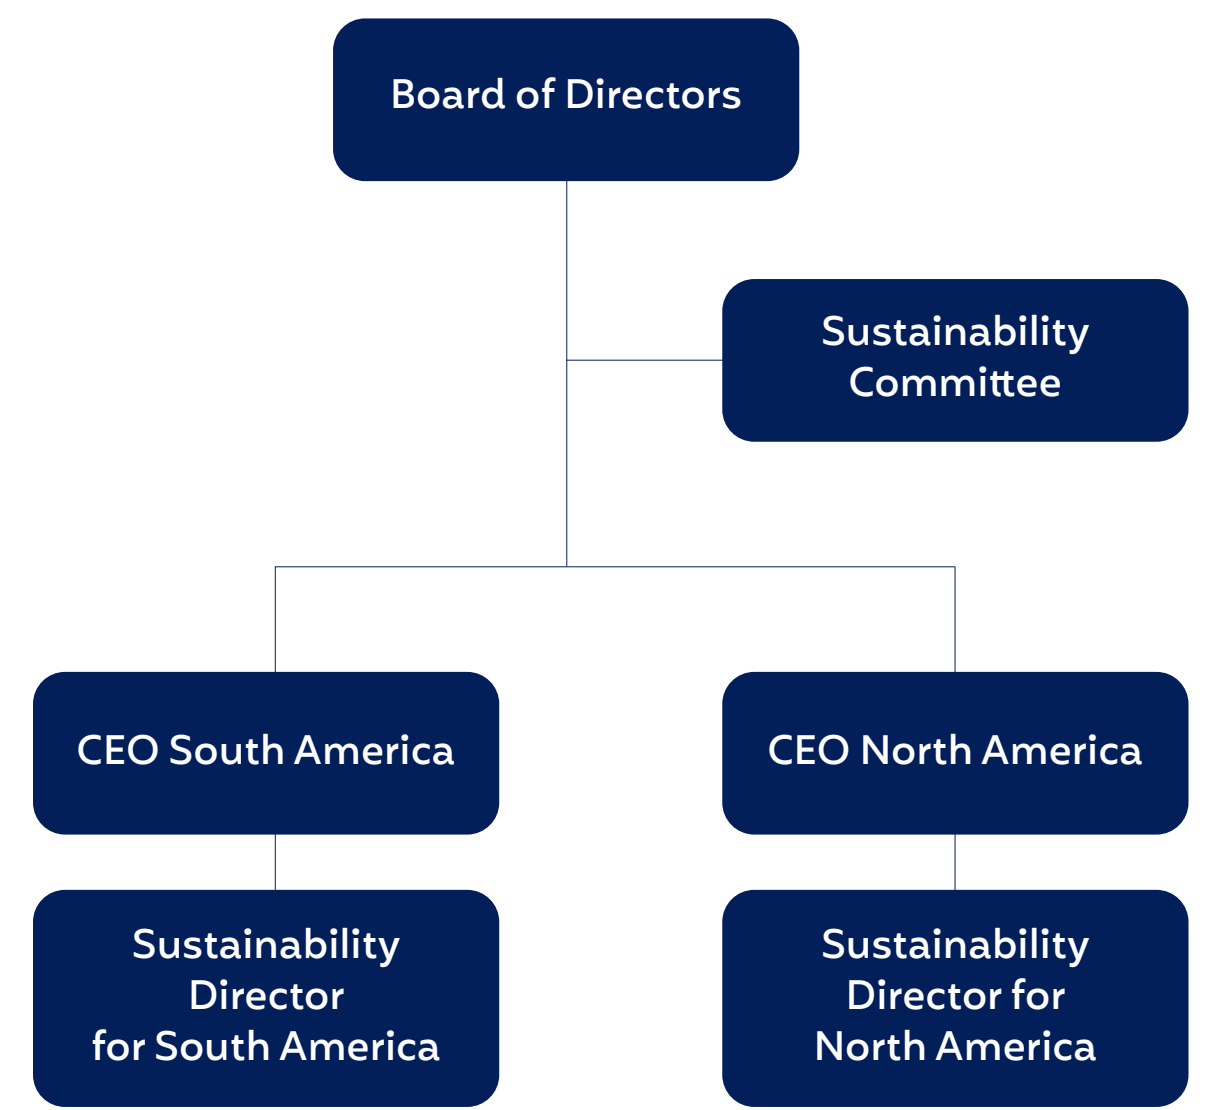 Board of Directors
Sustainability
Committee
CEO South America
CEO North America
Sustainability
Director
for South America
Sustainability
Director for
North America